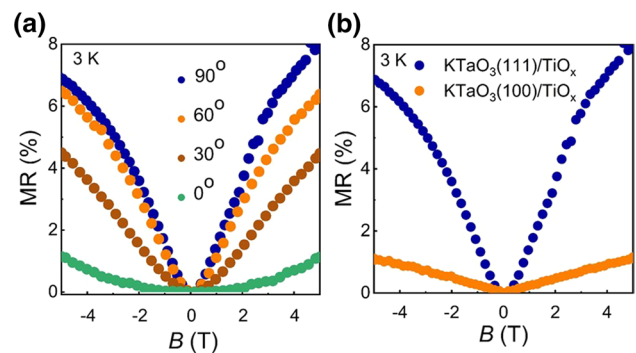 (a)
8
3 K
90°
60°
30°
0°
6
4
2
0
MR (%)
-4 -2 0 2 4
B (T)
(b)
8
3 K
KTaO₃(111)/TiOₓ
KTaO₃(100)/TiOₓ
6
4
2
0
MR (%)
-4 -2 0 2 4
B (T)